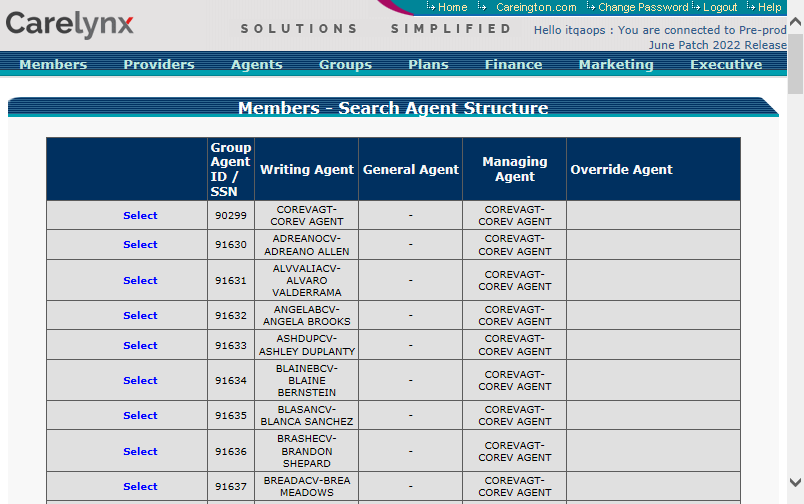 Home Careington.com Change Password Logout Help
Carelynx
SOLUTIONS SIMPLIFIED
Hello itqaops : You are connected to Pre-prod
June Patch 2022 Release
Members Providers Agents Groups Plans Finance Marketing Executive
Members - Search Agent Structure
Group Agent ID / SSN Writing Agent General Agent Managing Agent Override Agent
Select 90299 COREVAGT- COREV AGENT - COREVAGT- COREV AGENT
Select 91630 ADREANOCV- ADREANO ALLEN - COREVAGT- COREV AGENT
Select 91631 ALVVALIACV- ALVARO VALDERRAMA - COREVAGT- COREV AGENT
Select 91632 ANGELABCV- ANGELA BROOKS - COREVAGT- COREV AGENT
Select 91633 ASHDUPCV- ASHLEY DUPLANTY - COREVAGT- COREV AGENT
Select 91634 BLAINEBCV- BLAINE BERNSTEIN - COREVAGT- COREV AGENT
Select 91635 BLASANCV- BLANCA SANCHEZ - COREVAGT- COREV AGENT
Select 91636 BRASHECV- BRANDON SHEPARD - COREVAGT- COREV AGENT
Select 91637 BREADACV-BREA MEADOWS - COREVAGT- COREV AGENT